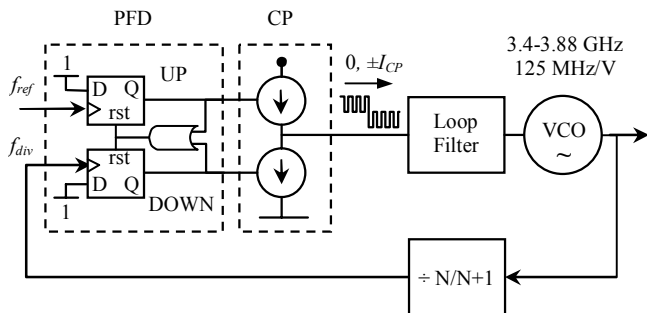 PFD
CP
3.4-3.88 GHz
125 MHz/V
1
UP
0, ±I_CP
D Q
f_ref
rst
Loop
Filter
VCO
~
f_div
rst
D Q
1
DOWN
÷ N/N+1